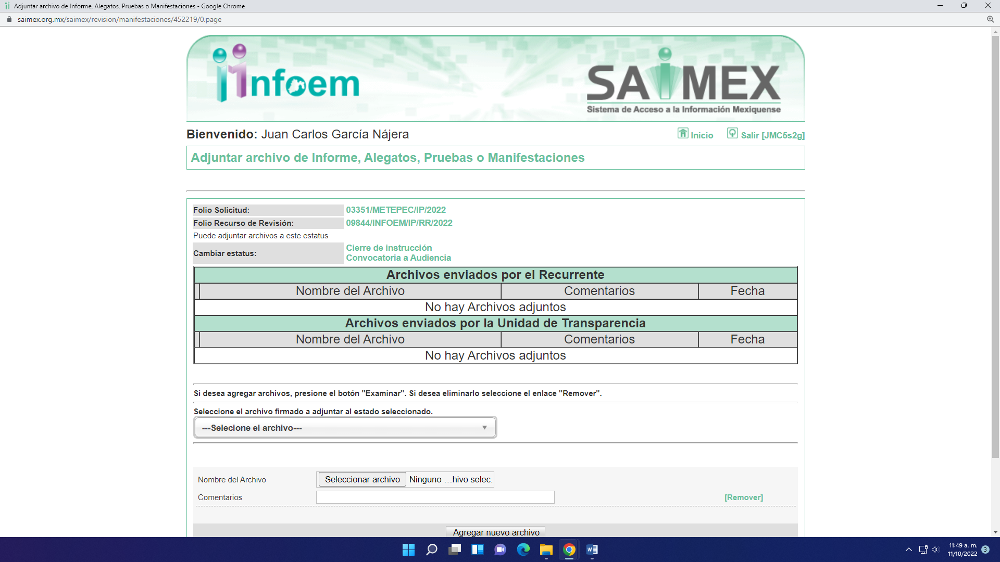 Adjuntar archivo de Informe, Alegatos, Pruebas o Manifestaciones - Google Chrome
saimex.org.mx/saimex/revision/manifestaciones/452219/0.page
infoem
SAIMEX
Sistema de Acceso a la Información Mexiquense
Bienvenido: Juan Carlos García Nájera
Inicio
Salir [JMC5s2g]
Adjuntar archivo de Informe, Alegatos, Pruebas o Manifestaciones
Folio Solicitud: 03351/METEPEC/IP/2022
Folio Recurso de Revisión: 09844/INFOEM/IP/RR/2022
Puede adjuntar archivos a este estatus
Cambiar estatus: Cierre de instrucción
Convocatoria a Audiencia
Archivos enviados por el Recurrente
Nombre del Archivo Comentarios Fecha
No hay Archivos adjuntos
Archivos enviados por la Unidad de Transparencia
Nombre del Archivo Comentarios Fecha
No hay Archivos adjuntos
Si desea agregar archivos, presione el botón "Examinar". Si desea eliminarlo seleccione el enlace "Remover".
Seleccione el archivo firmado a adjuntar al estado seleccionado.
---Selecione el archivo---
Nombre del Archivo Seleccionar archivo Ninguno …hivo selec.
Comentarios [Remover]
Agregar nuevo archivo
11:49 a. m.
11/10/2022
3